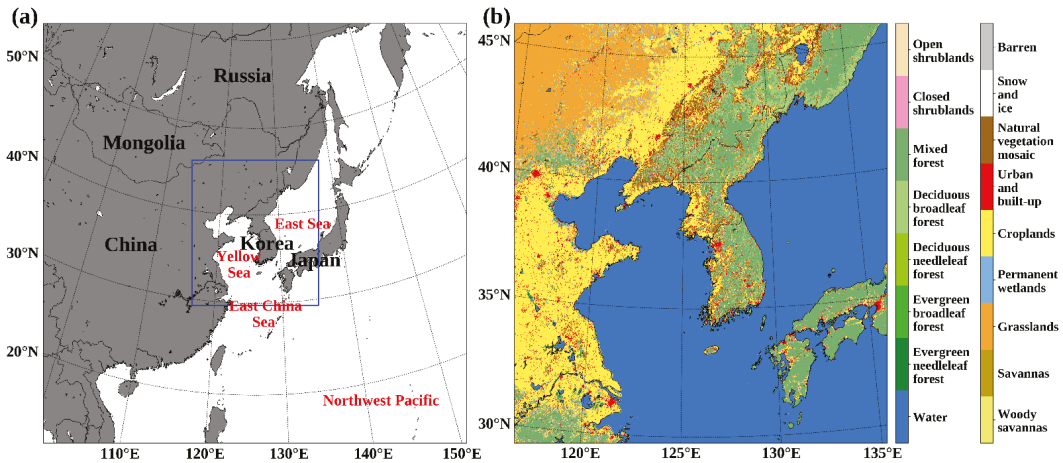 (a)
50°N
40°N
30°N
20°N
110°E
120°E
130°E
140°E
150°E
Russia
Mongolia
China
Korea
Japan
East Sea
Yellow
Sea
East China
Sea
Northwest Pacific
(b)
45°N
40°N
35°N
30°N
120°E
125°E
130°E
135°E
Open
shrublands
Closed
shrublands
Mixed
forest
Deciduous
broadleaf
forest
Deciduous
needleleaf
forest
Evergreen
broadleaf
forest
Evergreen
needleleaf
forest
Water
Barren
Snow
and
ice
Natural
vegetation
mosaic
Urban
and
built-up
Croplands
Permanent
wetlands
Grasslands
Savannas
Woody
savannas